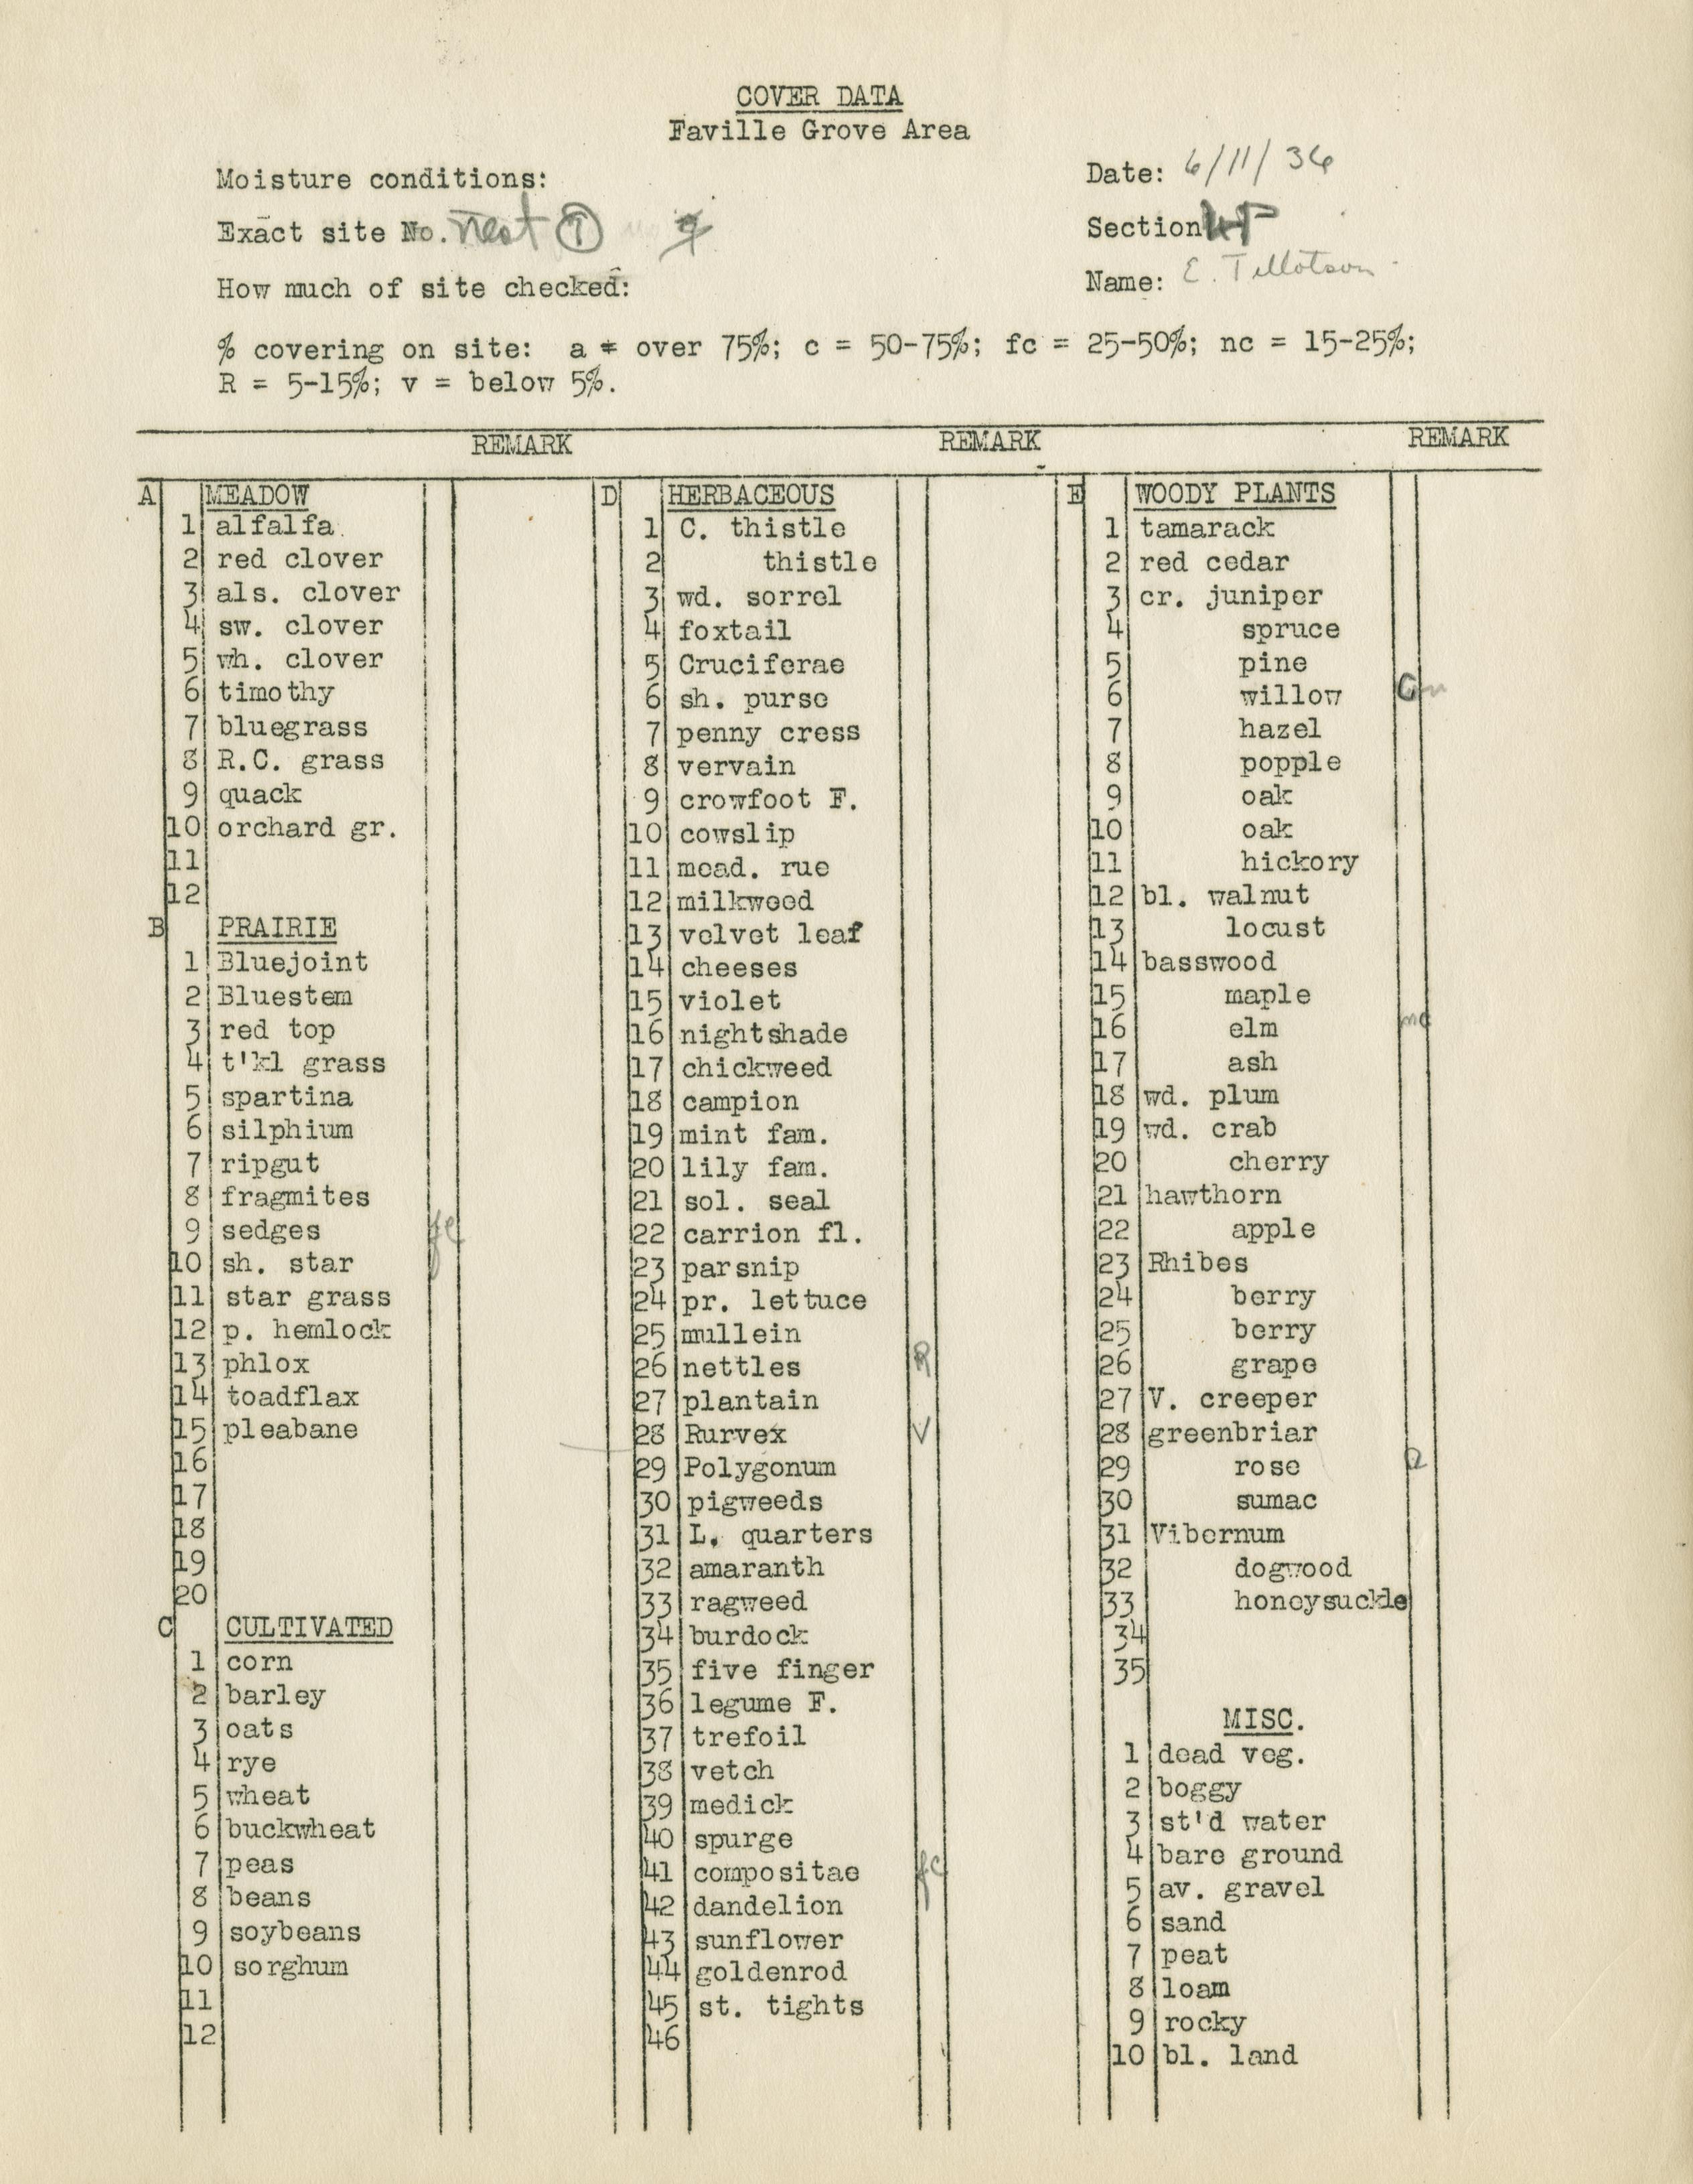 COVER DATA
Faville Grove Area
Moisture conditions:
Date: 6/11/36
Exact site No. nest 9
Section
How much of site checked:
Name: E. Tillotson
% covering on site: a = over 75%; c = 50-75%; fc = 25-50%; nc = 15-25%;
R = 5-15%; v = below 5%.
REMARK REMARK REMARK
A MEADOW
1 alfalfa
2 red clover
3 als. clover
4 sw. clover
5 wh. clover
6 timothy
7 bluegrass
8 R.C. grass
9 quack
10 orchard gr.
11
12
B PRAIRIE
1 Bluejoint
2 Bluestem
3 red top
4 t'kl grass
5 spartina
6 silphium
7 ripgut
8 fragmites
9 sedges fc
10 sh. star
11 star grass
12 p. hemlock
13 phlox
14 toadflax
15 pleabane
16
17
18
19
20
C CULTIVATED
1 corn
2 barley
3 oats
4 rye
5 wheat
6 buckwheat
7 peas
8 beans
9 soybeans
10 sorghum
11
12
D HERBACEOUS
1 C. thistle
2 thistle
3 wd. sorrel
4 foxtail
5 Cruciferae
6 sh. purse
7 penny cress
8 vervain
9 crowfoot F.
10 cowslip
11 mead. rue
12 milkweed
13 velvet leaf
14 cheeses
15 violet
16 nightshade
17 chickweed
18 campion
19 mint fam.
20 lily fam.
21 sol. seal
22 carrion fl.
23 parsnip
24 pr. lettuce
25 mullein
26 nettles R
27 plantain
28 Rurvex V
29 Polygonum
30 pigweeds
31 L. quarters
32 amaranth
33 ragweed
34 burdock
35 five finger
36 legume F.
37 trefoil
38 vetch
39 medick
40 spurge
41 compositae fc
42 dandelion
43 sunflower
44 goldenrod
45 st. tights
46
E WOODY PLANTS
1 tamarack
2 red cedar
3 cr. juniper
4 spruce
5 pine
6 willow C
7 hazel
8 popple
9 oak
10 oak
11 hickory
12 bl. walnut
13 locust
14 basswood
15 maple
16 elm nc
17 ash
18 wd. plum
19 wd. crab
20 cherry
21 hawthorn
22 apple
23 Rhibes
24 berry
25 berry
26 grape
27 V. creeper
28 greenbriar
29 rose R
30 sumac
31 Vibernum
32 dogwood
33 honeysuckle
34
35
MISC.
1 dead veg.
2 boggy
3 st'd water
4 bare ground
5 av. gravel
6 sand
7 peat
8 loam
9 rocky
10 bl. land